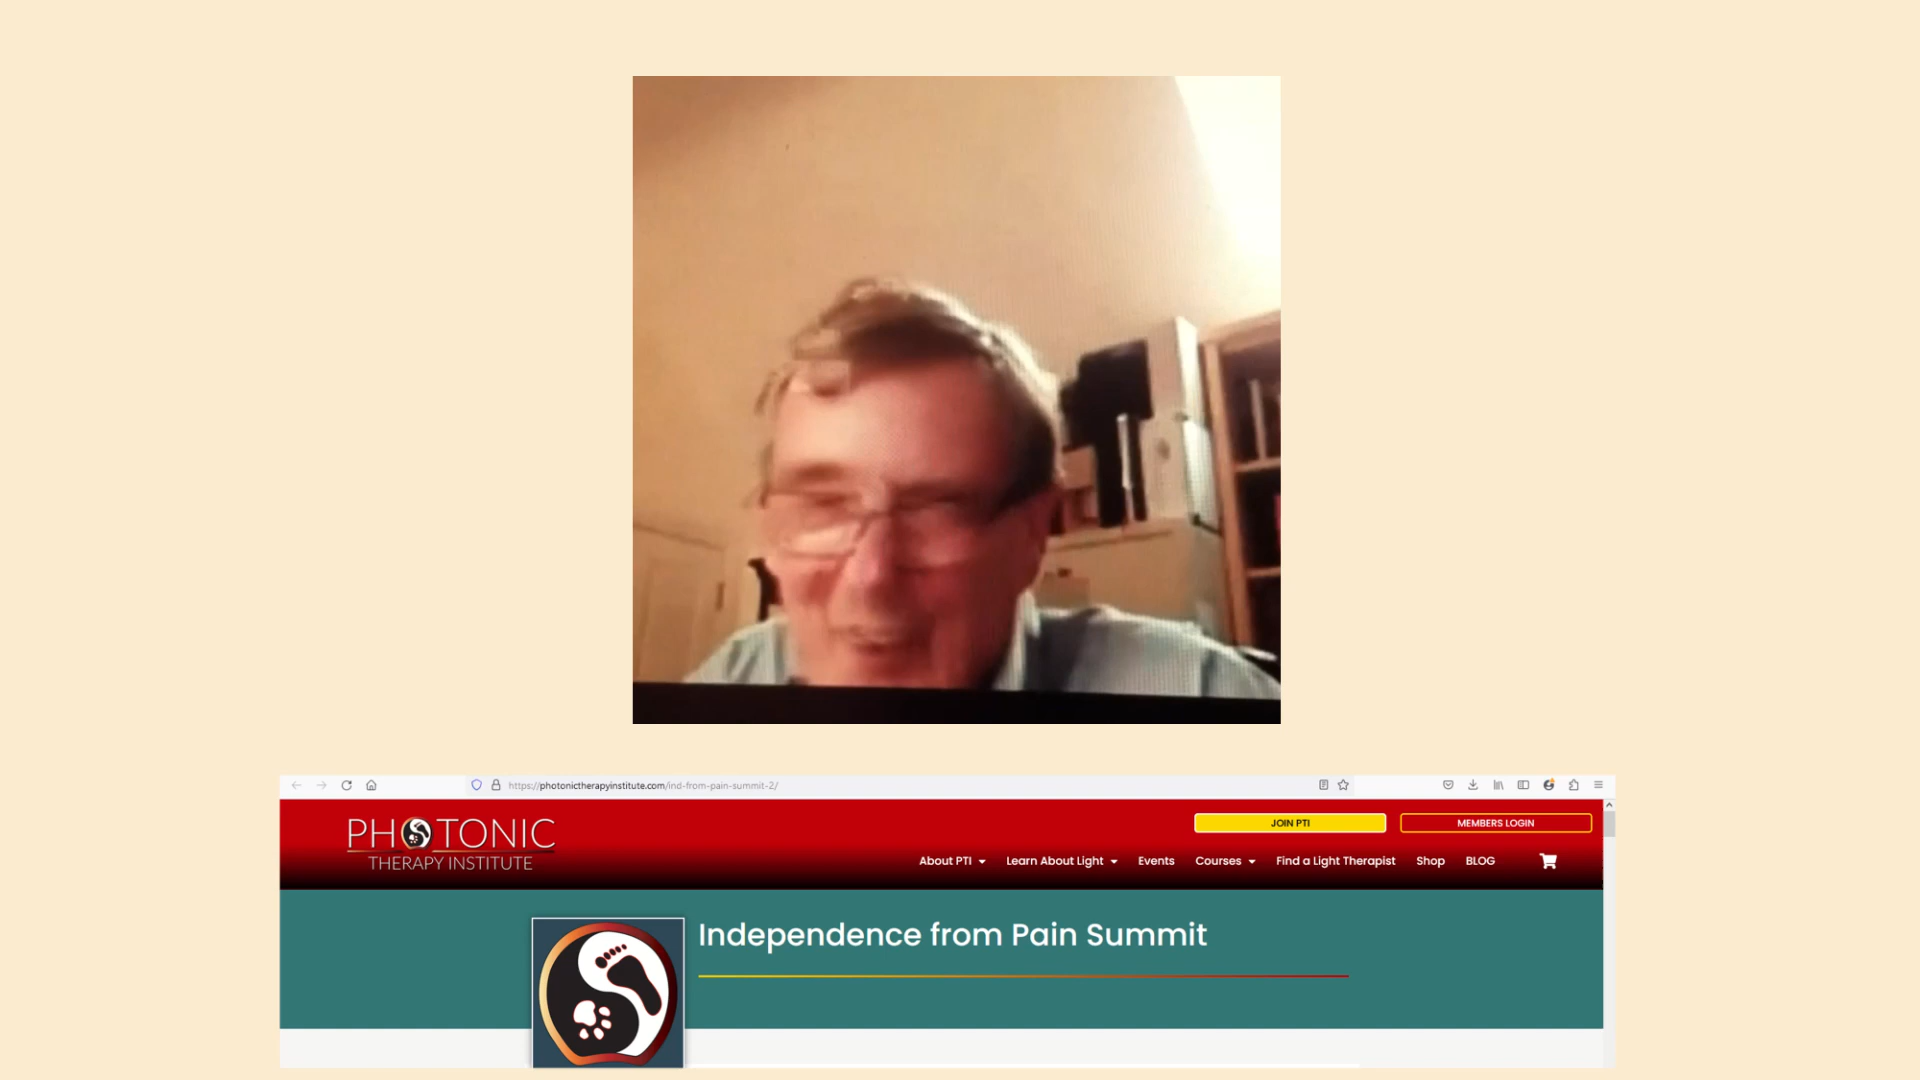 https://photonictherapyinstitute.com/ind-from-pain-summit-2/
PHOTONIC
THERAPY INSTITUTE
JOIN PTI
MEMBERS LOGIN
About PTI
Learn About Light
Events
Courses
Find a Light Therapist
Shop
BLOG
Independence from Pain Summit